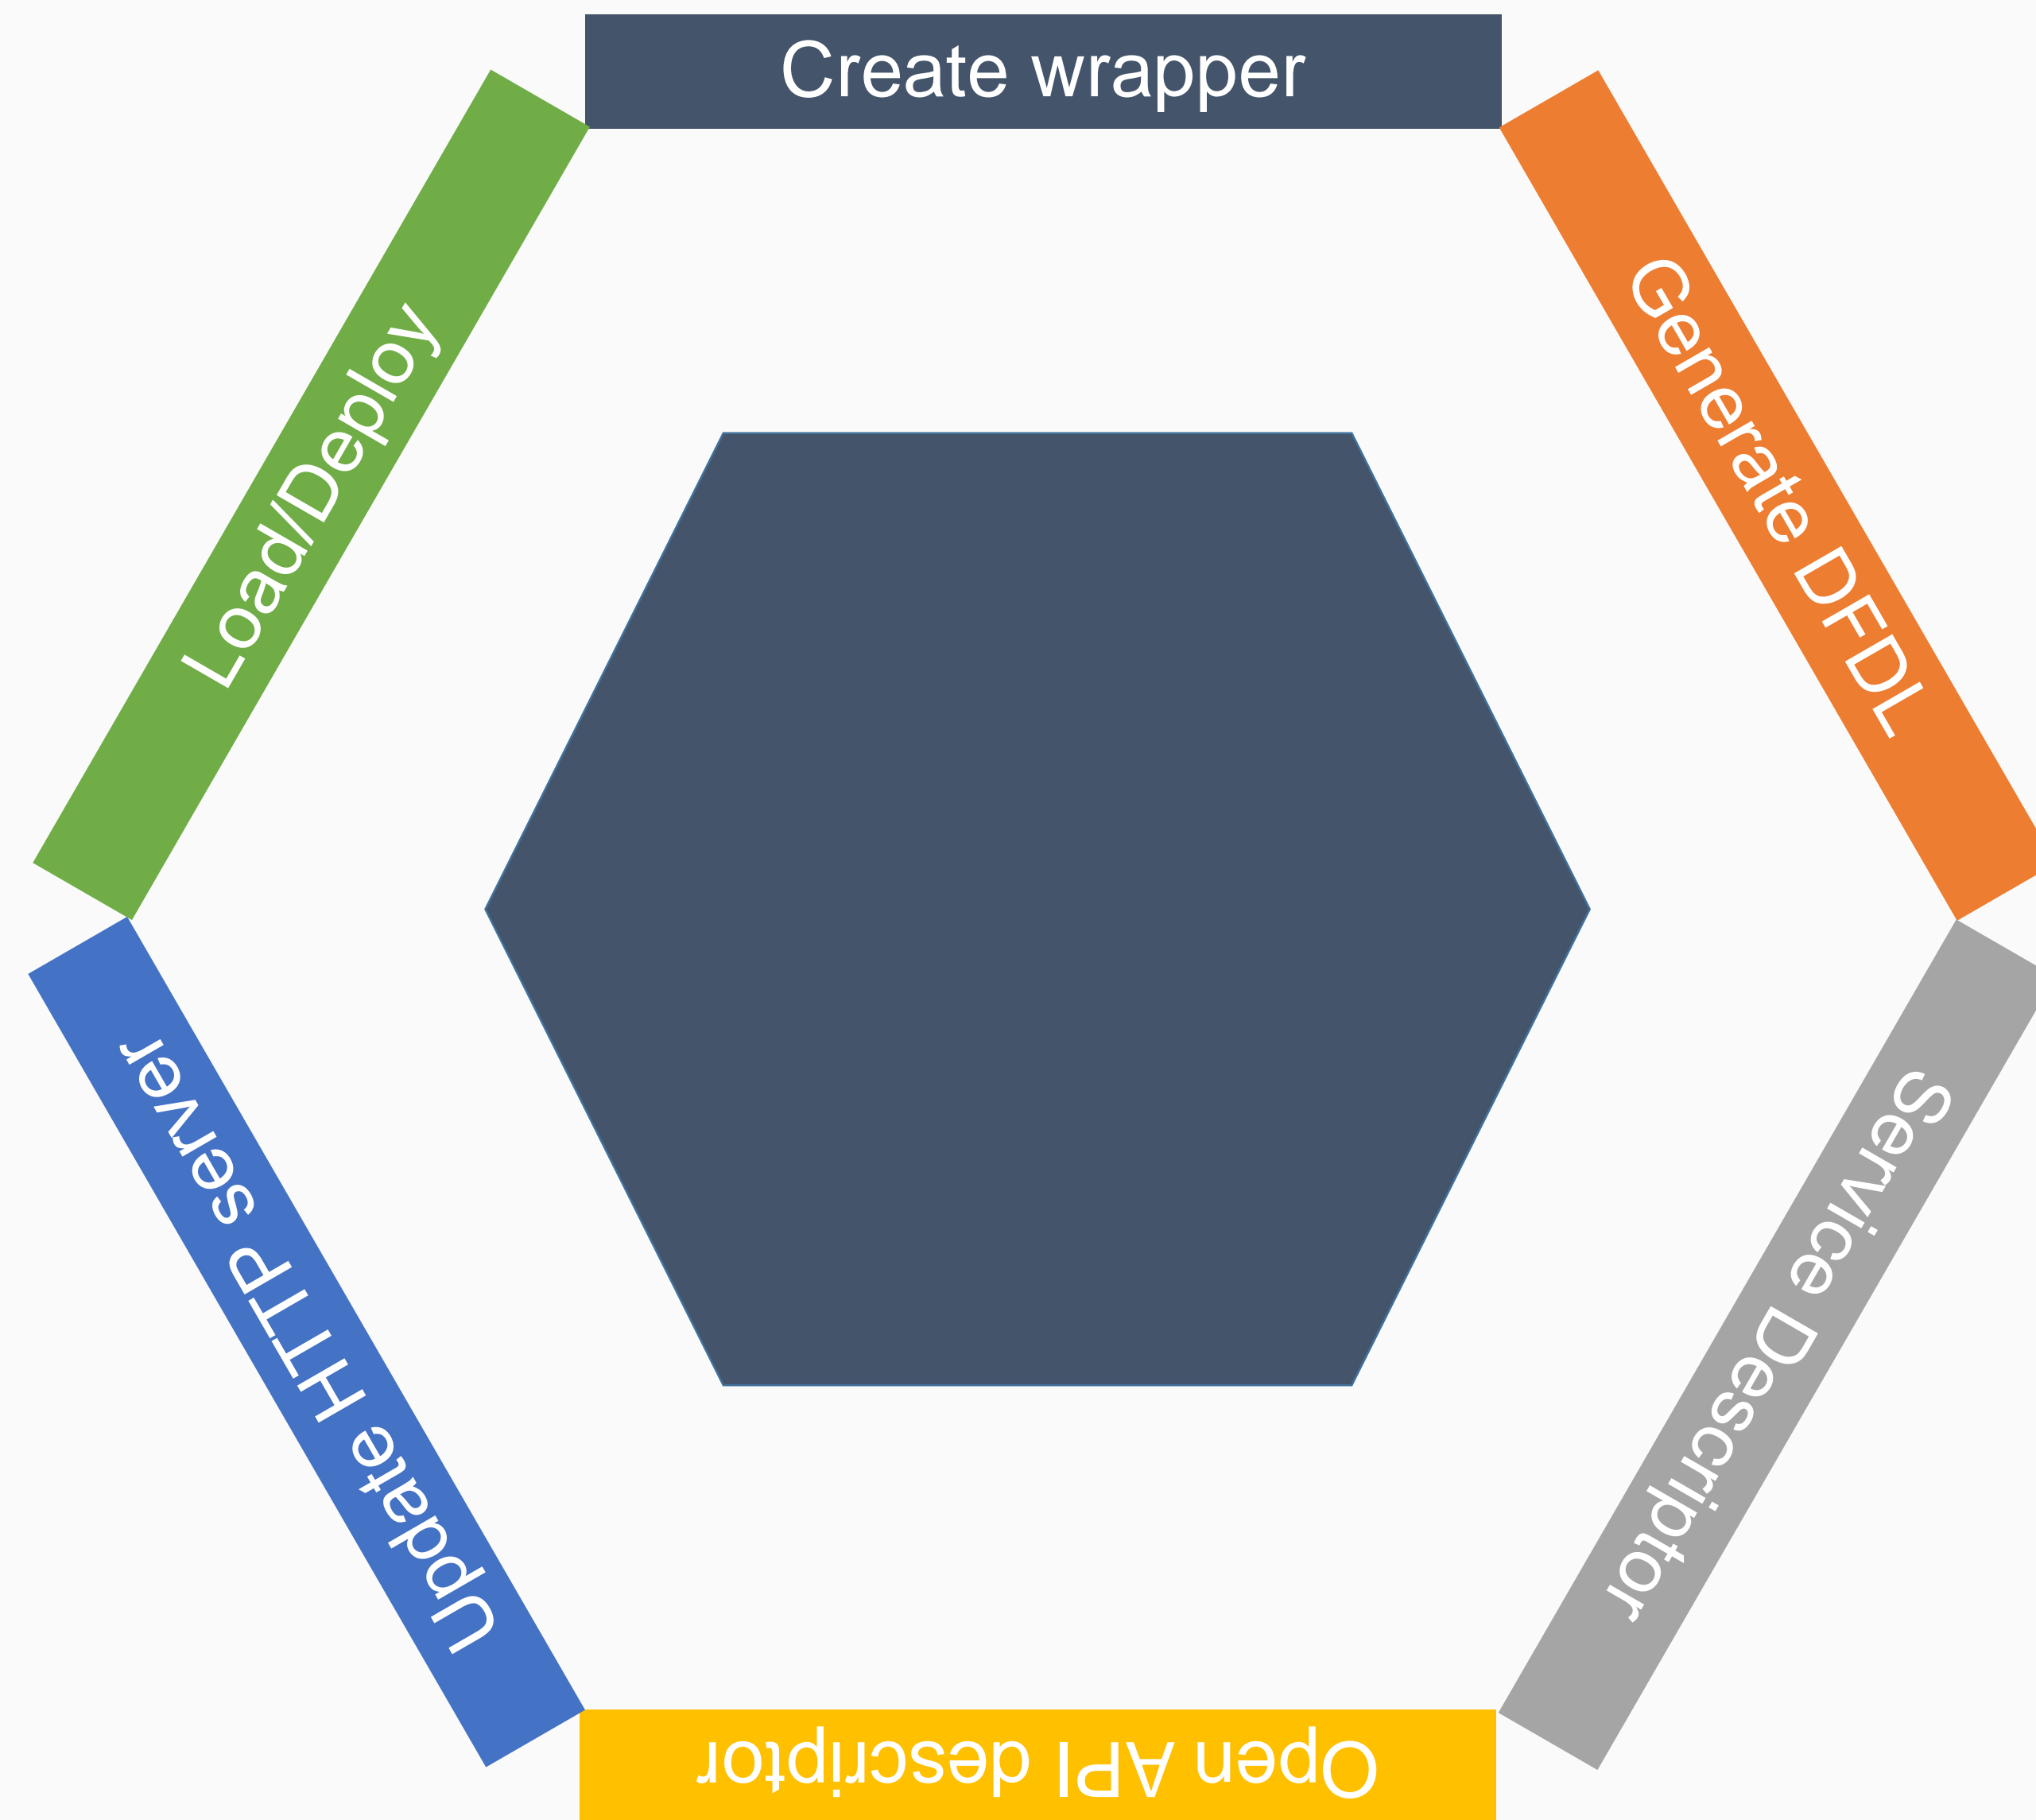 Create wrapper
Generate DFDL
Service Descriptor
Open API descriptor
Update HTTP server
Load/Deploy